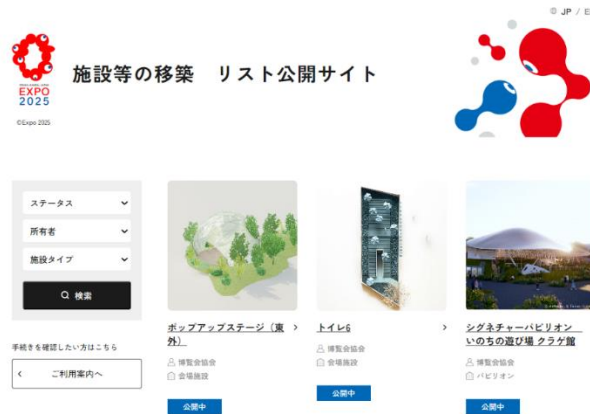 JP / E
施設等の移築 リスト公開サイト
EXPO
2025
©Expo 2025
ステータス
所有者
施設タイプ
検索
手続きを確認したい方はこちら
ご利用案内へ
ポップアップステージ（東
外）
博覧会協会
会場施設
公開中
トイレ6
博覧会協会
会場施設
公開中
シグネチャーパビリオン
いのちの遊び場 クラゲ館
博覧会協会
パビリオン
公開中